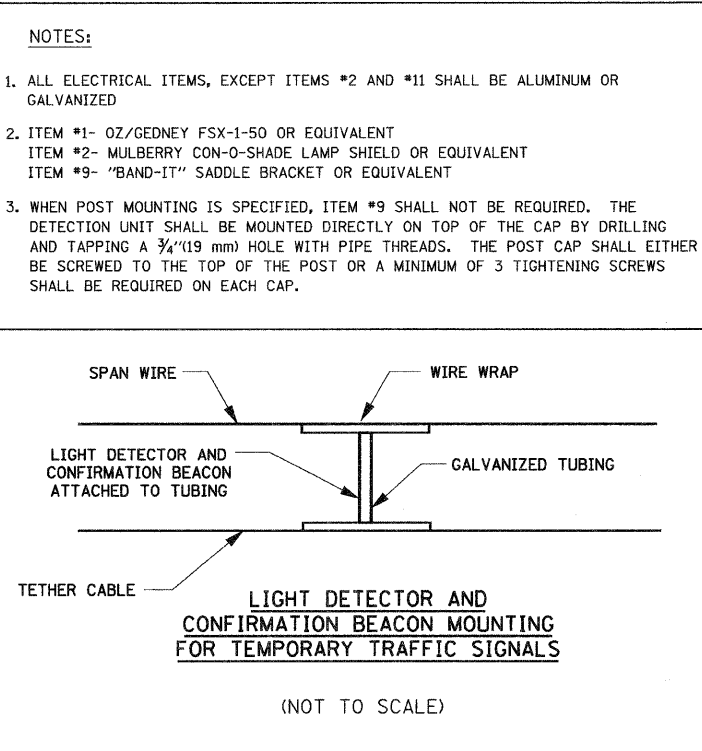 NOTES:
1. ALL ELECTRICAL ITEMS, EXCEPT ITEMS #2 AND #11 SHALL BE ALUMINUM OR
GALVANIZED
2. ITEM #1- OZ/GEDNEY FSX-1-50 OR EQUIVALENT
ITEM #2- MULBERRY CON-O-SHADE LAMP SHIELD OR EQUIVALENT
ITEM #9- "BAND-IT" SADDLE BRACKET OR EQUIVALENT
3. WHEN POST MOUNTING IS SPECIFIED, ITEM #9 SHALL NOT BE REQUIRED. THE
DETECTION UNIT SHALL BE MOUNTED DIRECTLY ON TOP OF THE CAP BY DRILLING
AND TAPPING A ¾"(19 mm) HOLE WITH PIPE THREADS. THE POST CAP SHALL EITHER
BE SCREWED TO THE TOP OF THE POST OR A MINIMUM OF 3 TIGHTENING SCREWS
SHALL BE REQUIRED ON EACH CAP.
SPAN WIRE
WIRE WRAP
LIGHT DETECTOR AND
CONFIRMATION BEACON
ATTACHED TO TUBING
GALVANIZED TUBING
TETHER CABLE
LIGHT DETECTOR AND
CONFIRMATION BEACON MOUNTING
FOR TEMPORARY TRAFFIC SIGNALS
(NOT TO SCALE)